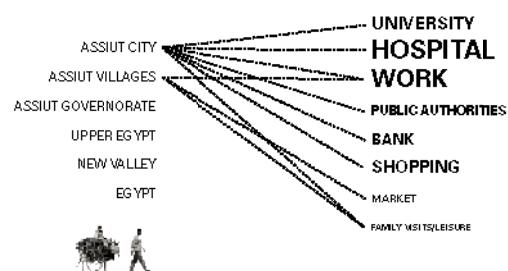 ASSIUT CITY
ASSIUT VILLAGES
ASSIUT GOVERNORATE
UPPER EGYPT
NEW VALLEY
EGYPT
UNIVERSITY
HOSPITAL
WORK
PUBLIC AUTHORITIES
BANK
SHOPPING
MARKET
FAMILY VISITS/LEISURE